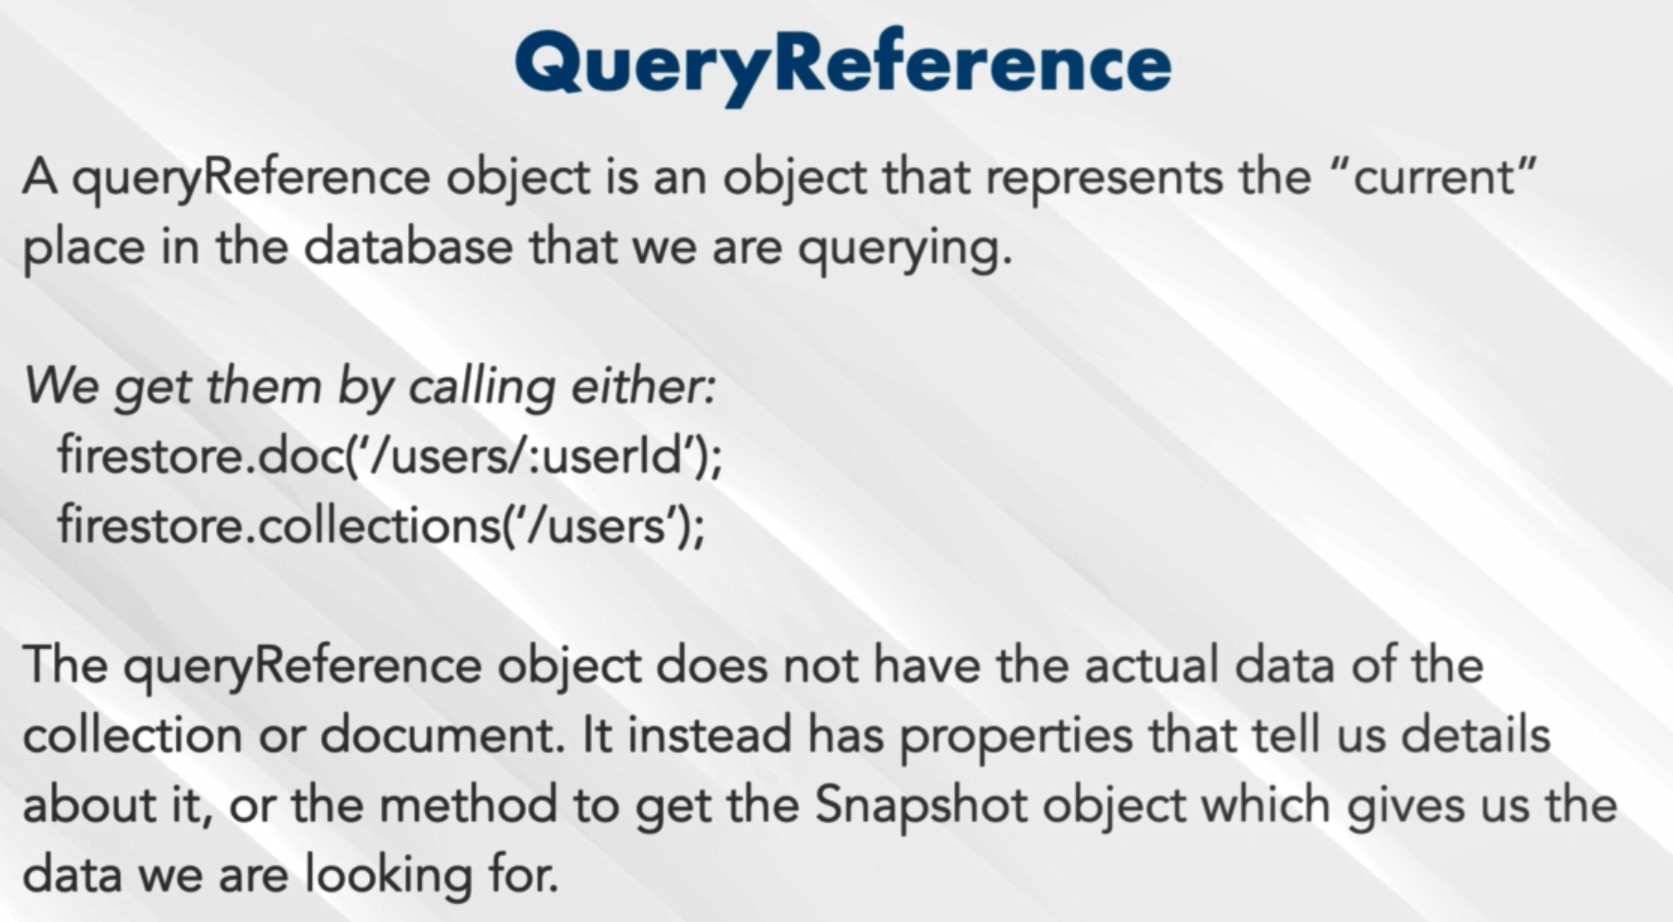 QueryReference
A queryReference object is an object that represents the “current”
place in the database that we are querying.
We get them by calling either:
firestore.doc(‘/users/:userId’);
firestore.collections(‘/users’);
The queryReference object does not have the actual data of the
collection or document. It instead has properties that tell us details
about it, or the method to get the Snapshot object which gives us the
data we are looking for.